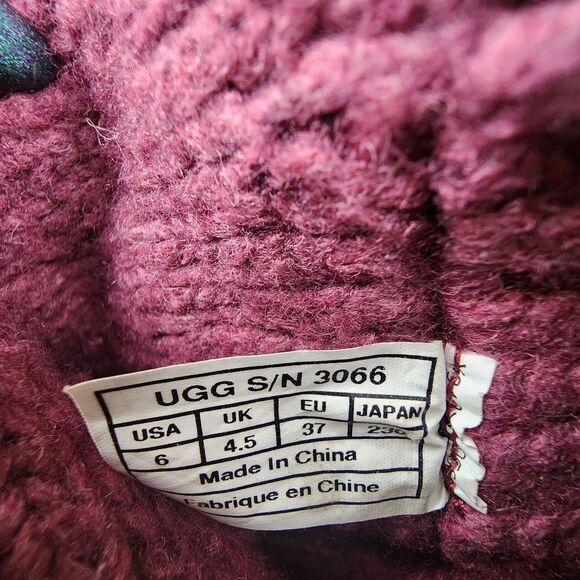 UGG S/N 3066
USA UK EU JAPAN
6 4.5 37
Made In China
Fabrique en Chine